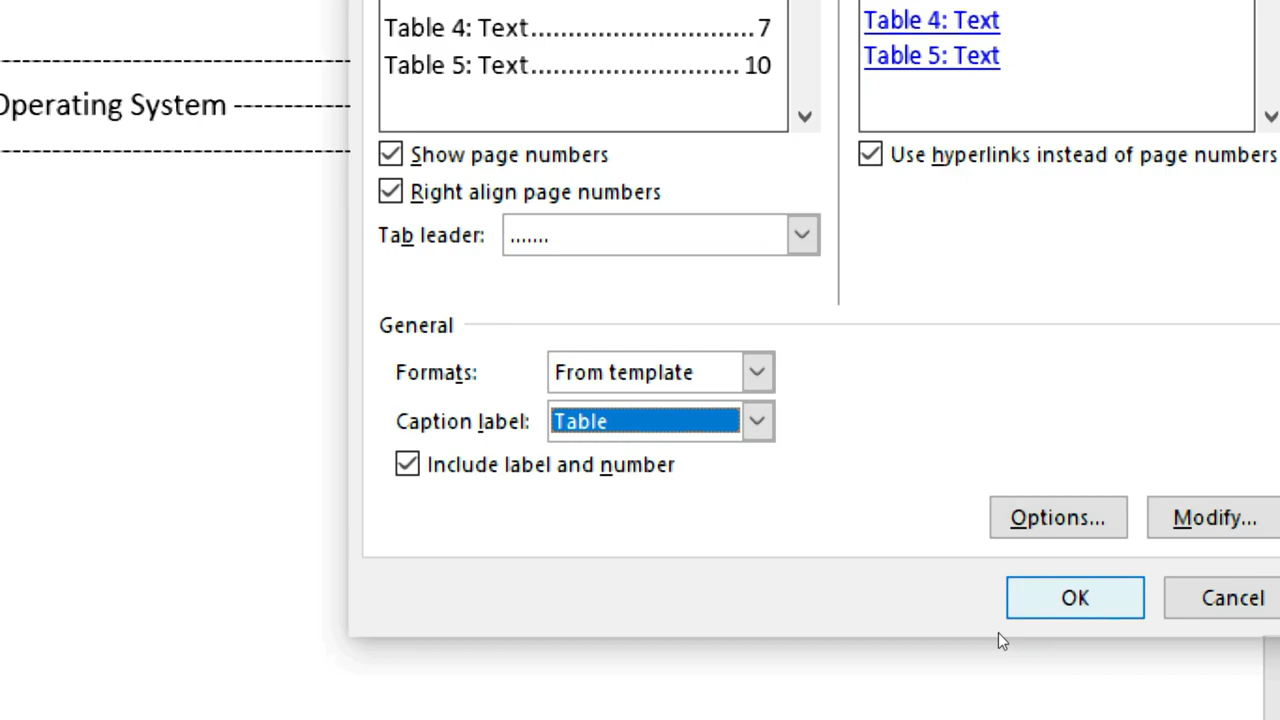 Table 4: Text..............................7
Table 5: Text............................ 10
Table 4: Text
Table 5: Text
Operating System -----------
Show page numbers
Use hyperlinks instead of page numbers
Right align page numbers
Tab leader: .......
General
Formats: From template
Caption label: Table
Include label and number
Options... Modify...
OK Cancel